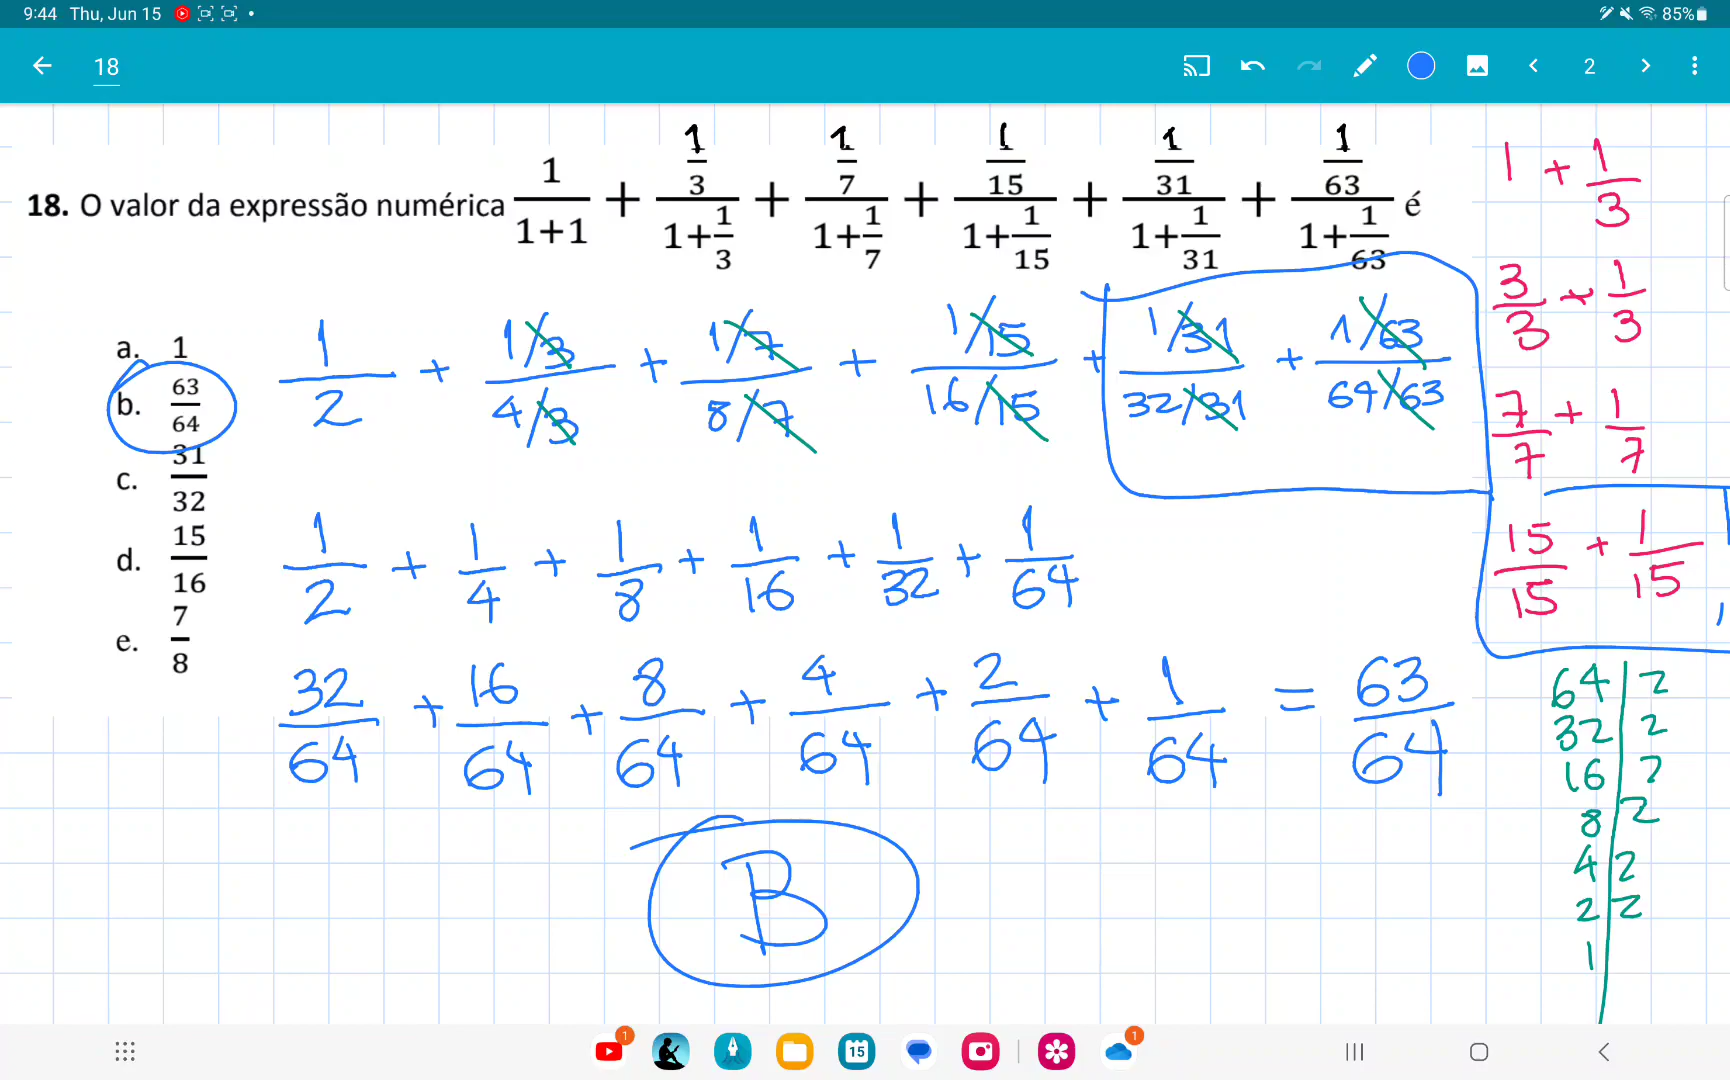 9:44 Thu, Jun 15
85%
18
2
18. O valor da expressão numérica 1/(1+1) + (1/3)/(1+1/3) + (1/7)/(1+1/7) + (1/15)/(1+1/15) + (1/31)/(1+1/31) + (1/63)/(1+1/63) é
a. 1
b. 63/64
c. 31/32
d. 15/16
e. 7/8
1/2 + (1/3)/(4/3) + (1/7)/(8/7) + (1/15)/(16/15) + (1/31)/(32/31) + (1/63)/(64/63)
1/2 + 1/4 + 1/8 + 1/16 + 1/32 + 1/64
32/64 + 16/64 + 8/64 + 4/64 + 2/64 + 1/64 = 63/64
B
1 + 1/3
3/3 + 1/3
7/7 + 1/7
15/15 + 1/15
64 2
32 2
16 2
8 2
4 2
2 2
1
1
15
1